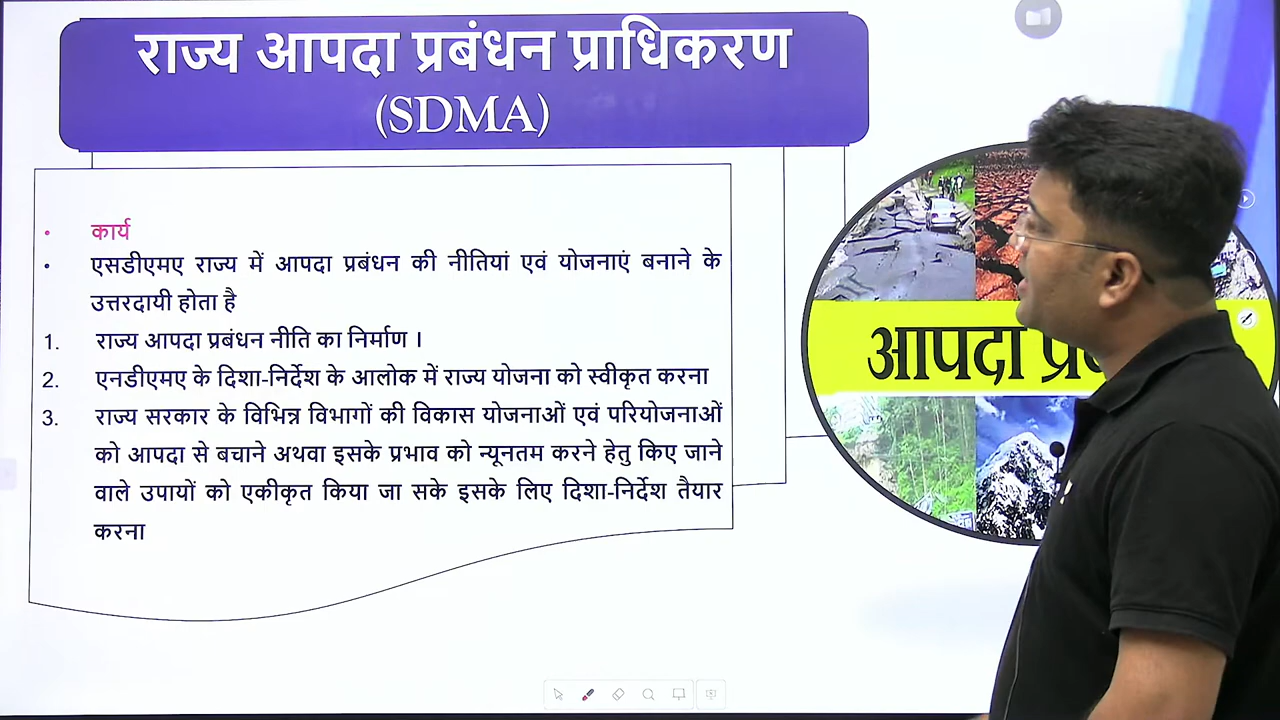 राज्य आपदा प्रबंधन प्राधिकरण
(SDMA)
• कार्य
• एसडीएमए राज्य में आपदा प्रबंधन की नीतियां एवं योजनाएं बनाने के
उत्तरदायी होता है
1. राज्य आपदा प्रबंधन नीति का निर्माण ।
2. एनडीएमए के दिशा-निर्देश के आलोक में राज्य योजना को स्वीकृत करना
3. राज्य सरकार के विभिन्न विभागों की विकास योजनाओं एवं परियोजनाओं
को आपदा से बचाने अथवा इसके प्रभाव को न्यूनतम करने हेतु किए जाने
वाले उपायों को एकीकृत किया जा सके इसके लिए दिशा-निर्देश तैयार
करना
आपदा